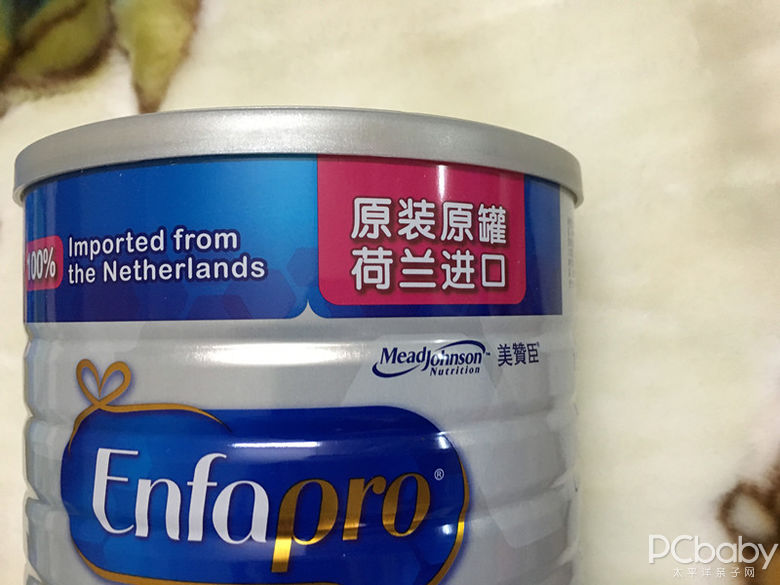 100%
Imported from
the Netherlands
原装原罐
荷兰进口
MeadJohnson™
Nutrition
美贊臣®
Enfapro®
PCbaby
太平洋亲子网